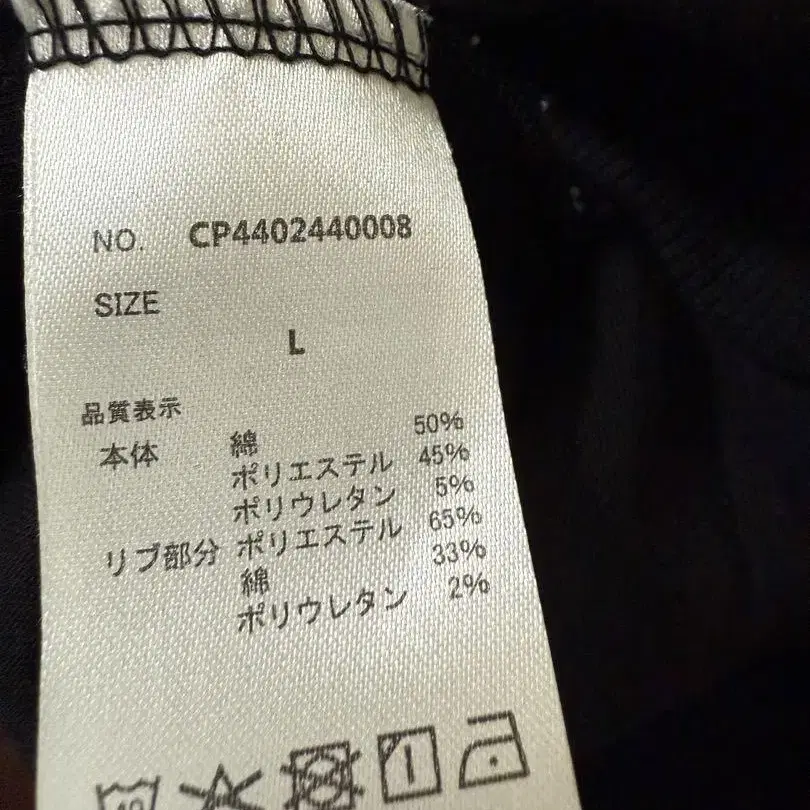 NO. CP4402440008
SIZE
L
品質表示
本体 綿 50%
ポリエステル 45%
ポリウレタン 5%
リブ部分 ポリエステル 65%
綿 33%
ポリウレタン 2%
40